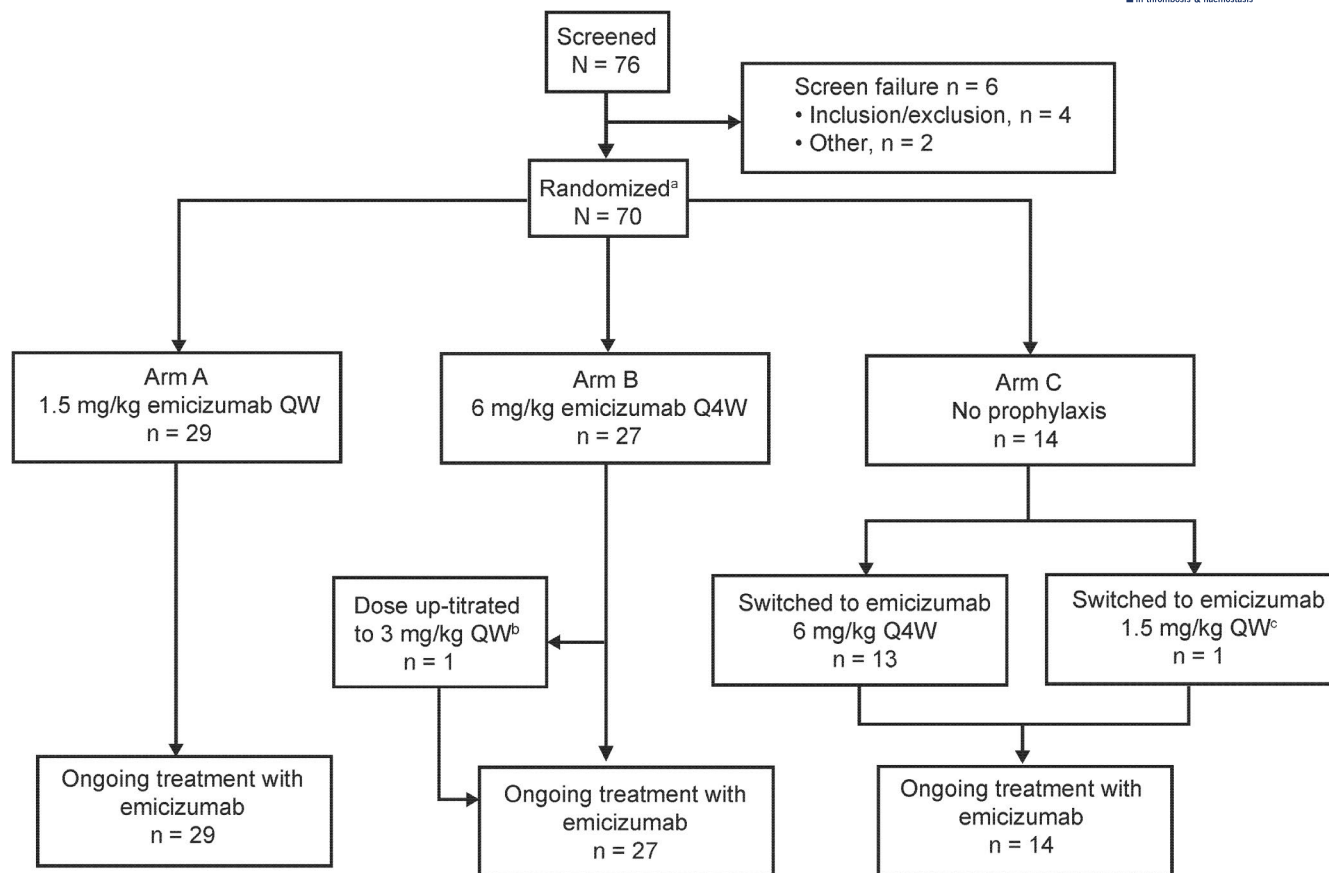 in thrombosis & haemostasis
Screened
N = 76
Screen failure n = 6
• Inclusion/exclusion, n = 4
• Other, n = 2
Randomizedᵃ
N = 70
Arm A
1.5 mg/kg emicizumab QW
n = 29
Arm B
6 mg/kg emicizumab Q4W
n = 27
Arm C
No prophylaxis
n = 14
Dose up-titrated
to 3 mg/kg QWᵇ
n = 1
Switched to emicizumab
6 mg/kg Q4W
n = 13
Switched to emicizumab
1.5 mg/kg QWᶜ
n = 1
Ongoing treatment with
emicizumab
n = 29
Ongoing treatment with
emicizumab
n = 27
Ongoing treatment with
emicizumab
n = 14